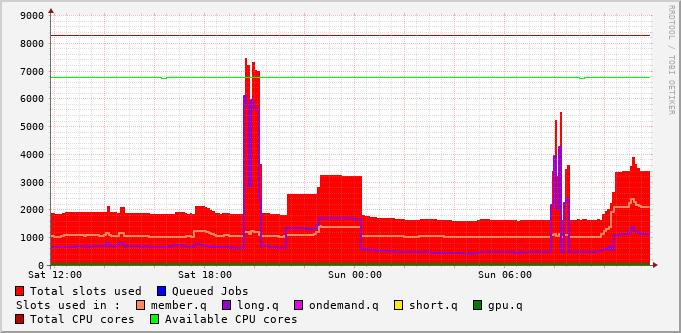 RRDTOOL / TOBI OETIKER
9000
8000
7000
6000
5000
4000
3000
2000
1000
0
Sat 12:00 Sat 18:00 Sun 00:00 Sun 06:00
Total slots used Queued Jobs
Slots used in : member.q long.q ondemand.q short.q gpu.q
Total CPU cores Available CPU cores